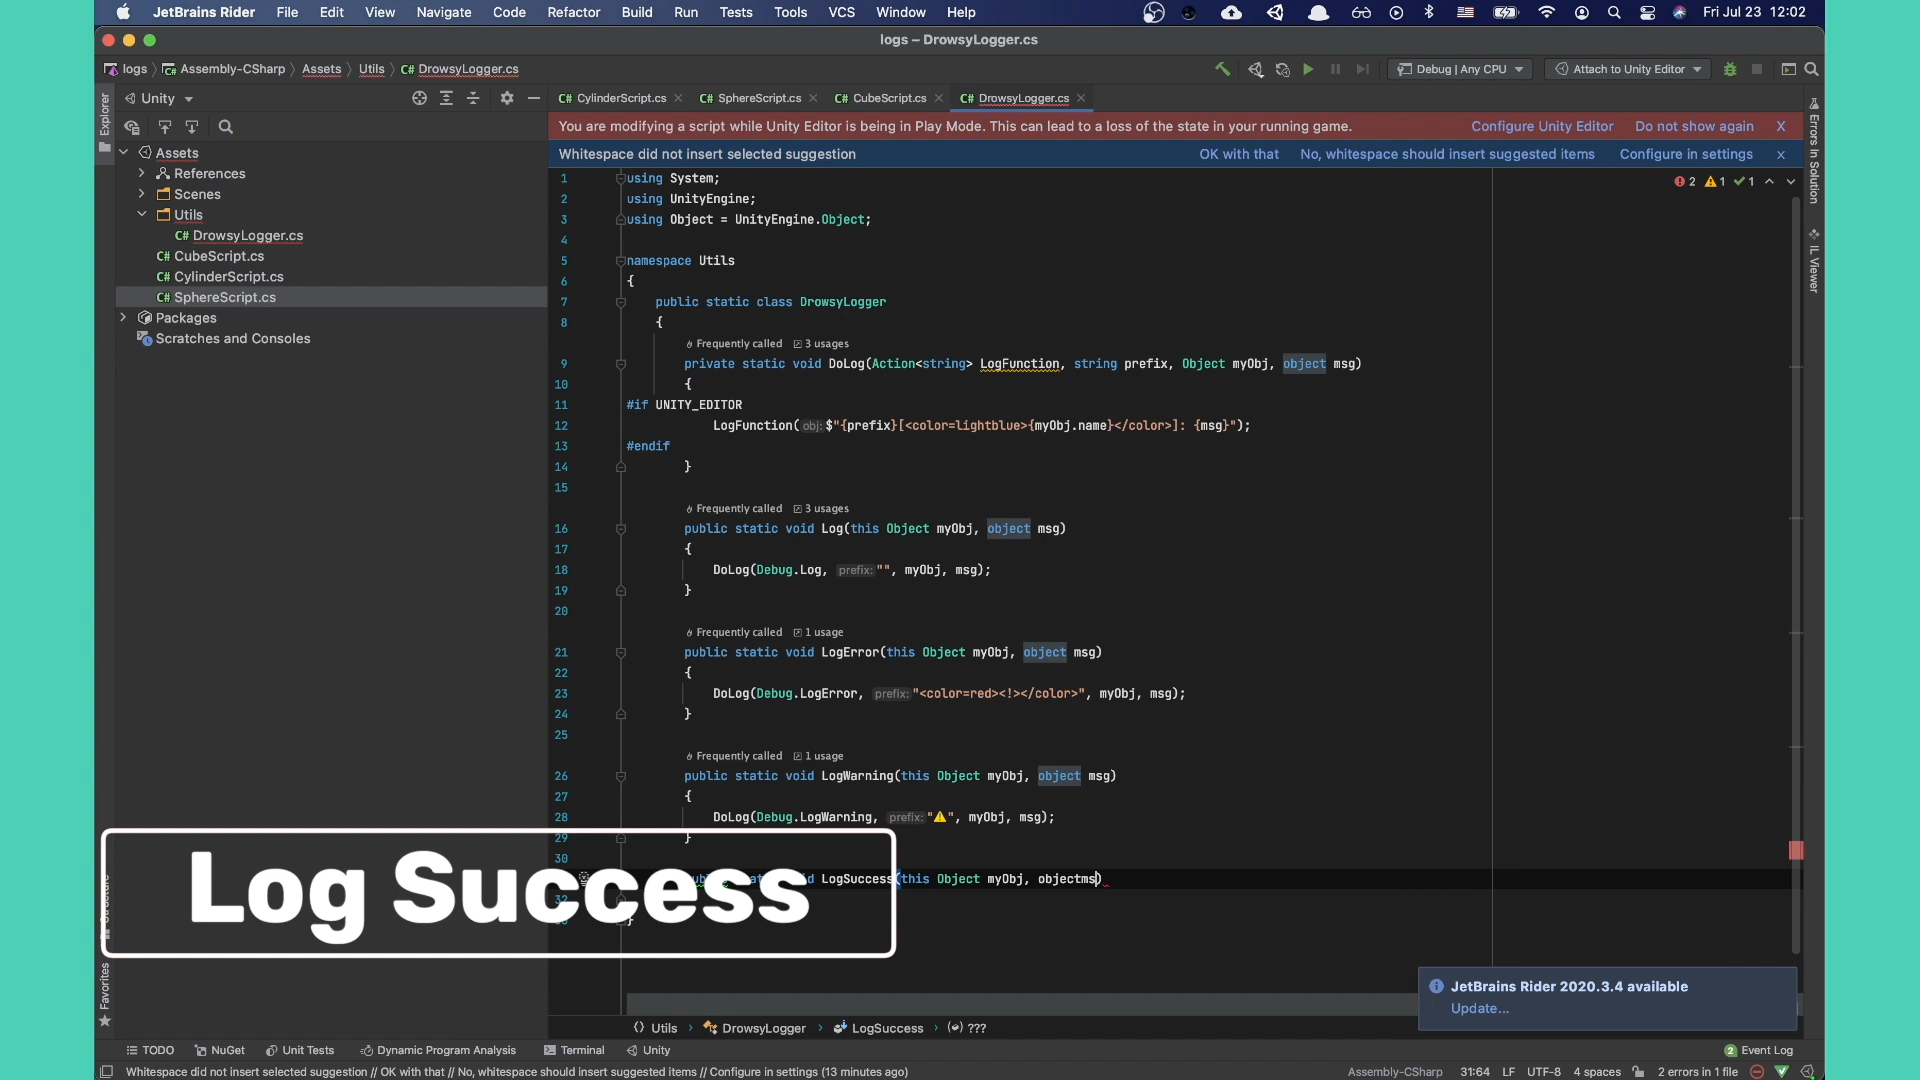 JetBrains Rider File Edit View Navigate Code Refactor Build Run Tests Tools VCS Window Help Fri Jul 23 12:02
logs – DrowsyLogger.cs
logs Assembly-CSharp Assets Utils C# DrowsyLogger.cs Debug | Any CPU Attach to Unity Editor
Explorer
Unity
C# CylinderScript.cs C# SphereScript.cs C# CubeScript.cs C# DrowsyLogger.cs
You are modifying a script while Unity Editor is being in Play Mode. This can lead to a loss of the state in your running game. Configure Unity Editor Do not show again X
Whitespace did not insert selected suggestion OK with that No, whitespace should insert suggested items Configure in settings
Assets
References
Scenes
Utils
C# DrowsyLogger.cs
C# CubeScript.cs
C# CylinderScript.cs
C# SphereScript.cs
Packages
Scratches and Consoles
2 1 1
1 using System;
2 using UnityEngine;
3 using Object = UnityEngine.Object;
4
5 namespace Utils
6 {
7 public static class DrowsyLogger
8 {
Frequently called 3 usages
9 private static void DoLog(Action<string> LogFunction, string prefix, Object myObj, object msg)
10 {
11 #if UNITY_EDITOR
12 LogFunction( obj: $"{prefix}[<color=lightblue>{myObj.name}</color>]: {msg}");
13 #endif
14 }
15
Frequently called 3 usages
16 public static void Log(this Object myObj, object msg)
17 {
18 DoLog(Debug.Log, prefix: "", myObj, msg);
19 }
20
Frequently called 1 usage
21 public static void LogError(this Object myObj, object msg)
22 {
23 DoLog(Debug.LogError, prefix: "<color=red><!></color>", myObj, msg);
24 }
25
Frequently called 1 usage
26 public static void LogWarning(this Object myObj, object msg)
27 {
28 DoLog(Debug.LogWarning, prefix: "⚠", myObj, msg);
29 }
30
LogSuccess(this Object myObj, objectms)
}
Log Success
Errors In Solution
IL Viewer
Favorites
JetBrains Rider 2020.3.4 available
Update...
Utils DrowsyLogger LogSuccess ???
TODO NuGet Unit Tests Dynamic Program Analysis Terminal Unity 2 Event Log
Whitespace did not insert selected suggestion // OK with that // No, whitespace should insert suggested items // Configure in settings (13 minutes ago) Assembly-CSharp 31:64 LF UTF-8 4 spaces 2 errors in 1 file